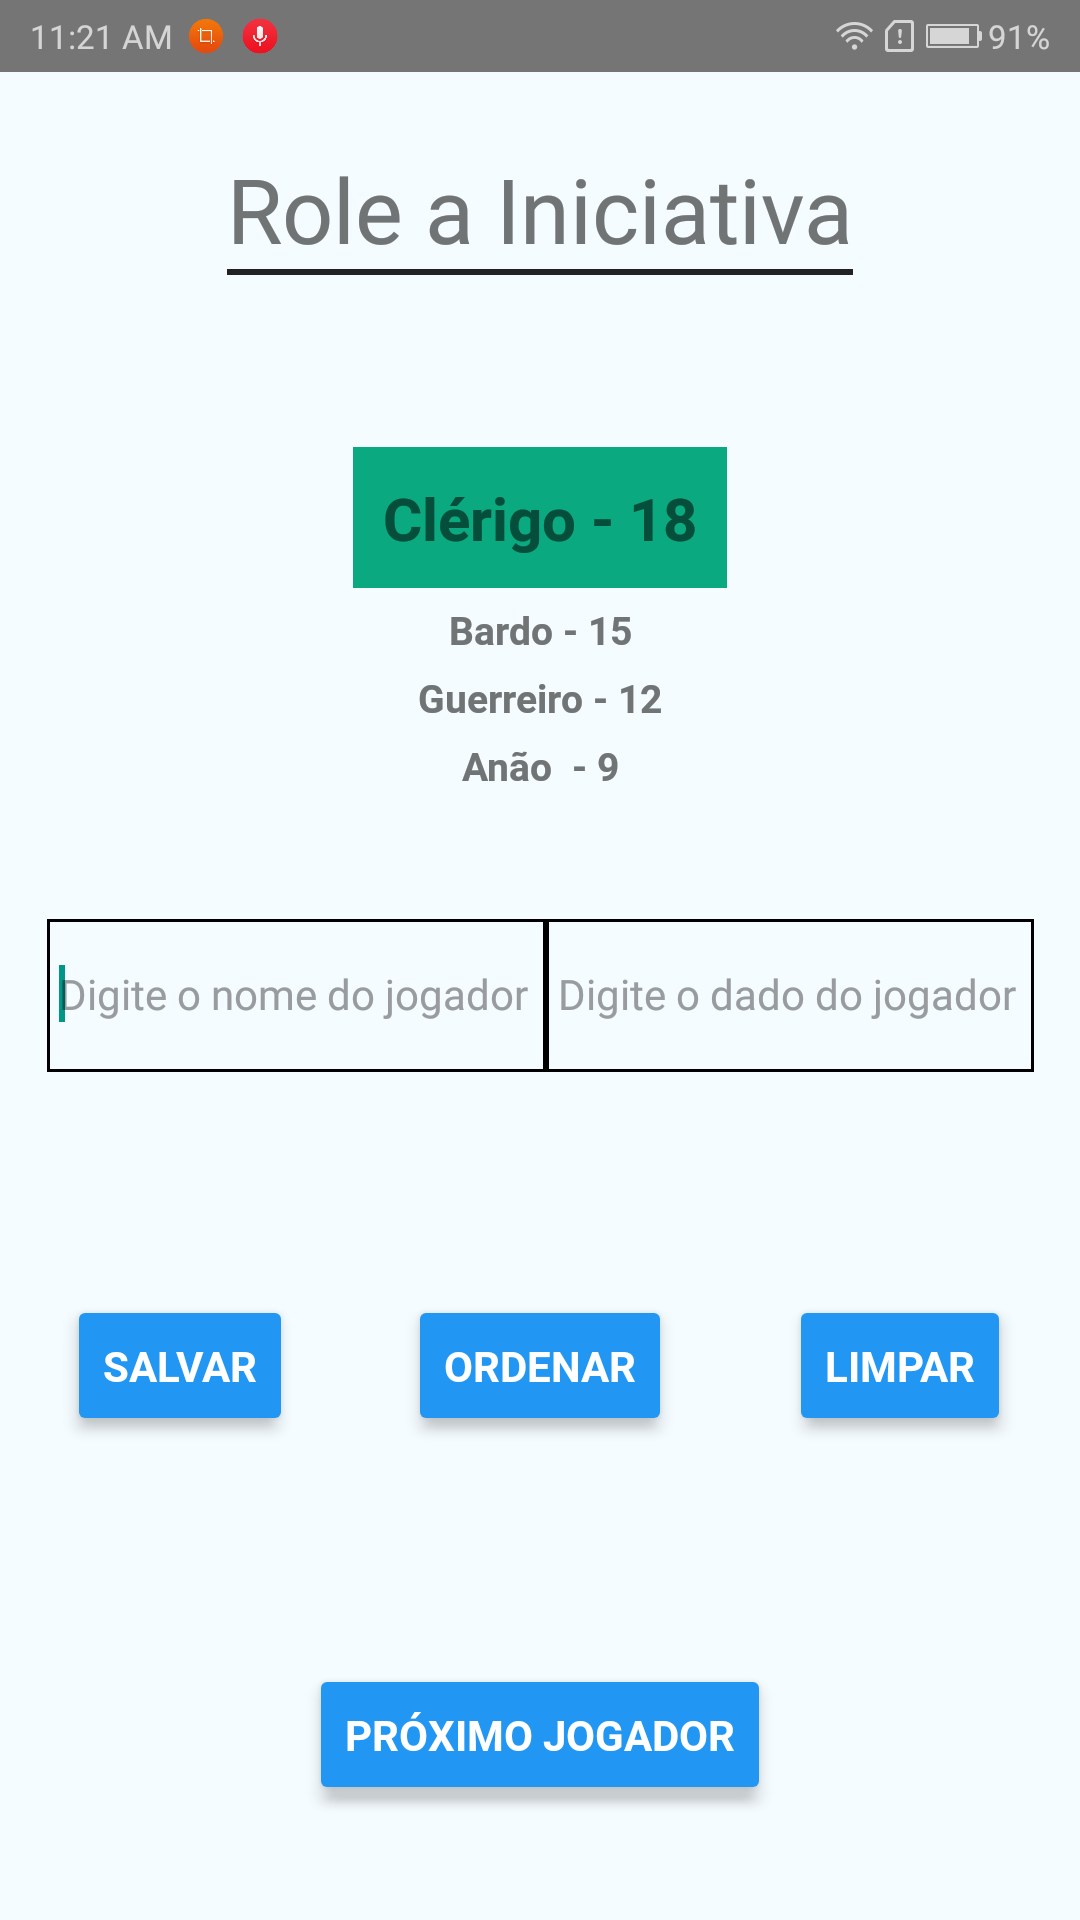 11:21 AM 91%
Role a Iniciativa
Clérigo - 18
Bardo - 15
Guerreiro - 12
Anão  - 9
Digite o nome do jogador Digite o dado do jogador
SALVAR ORDENAR LIMPAR
PRÓXIMO JOGADOR